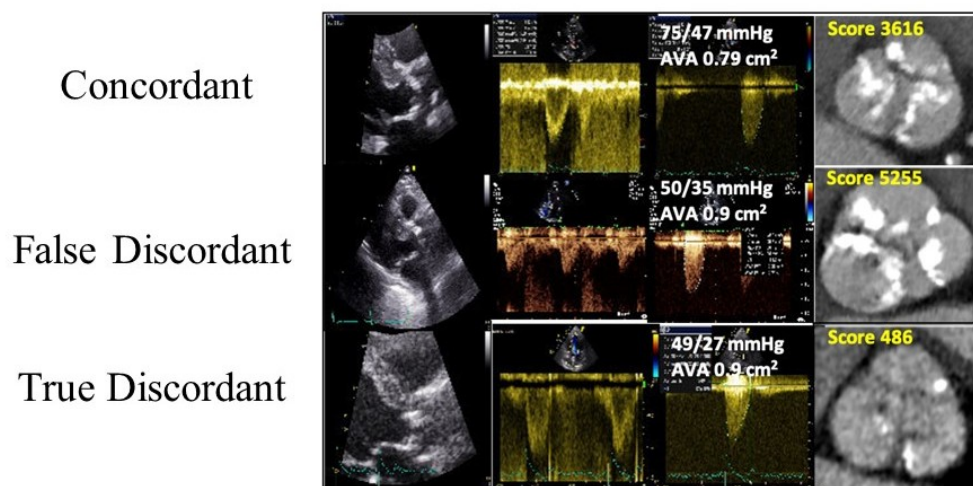 Concordant
75/47 mmHg
AVA 0.79 cm²
Score 3616
False Discordant
50/35 mmHg
AVA 0.9 cm²
Score 5255
True Discordant
49/27 mmHg
AVA 0.9 cm²
Score 486